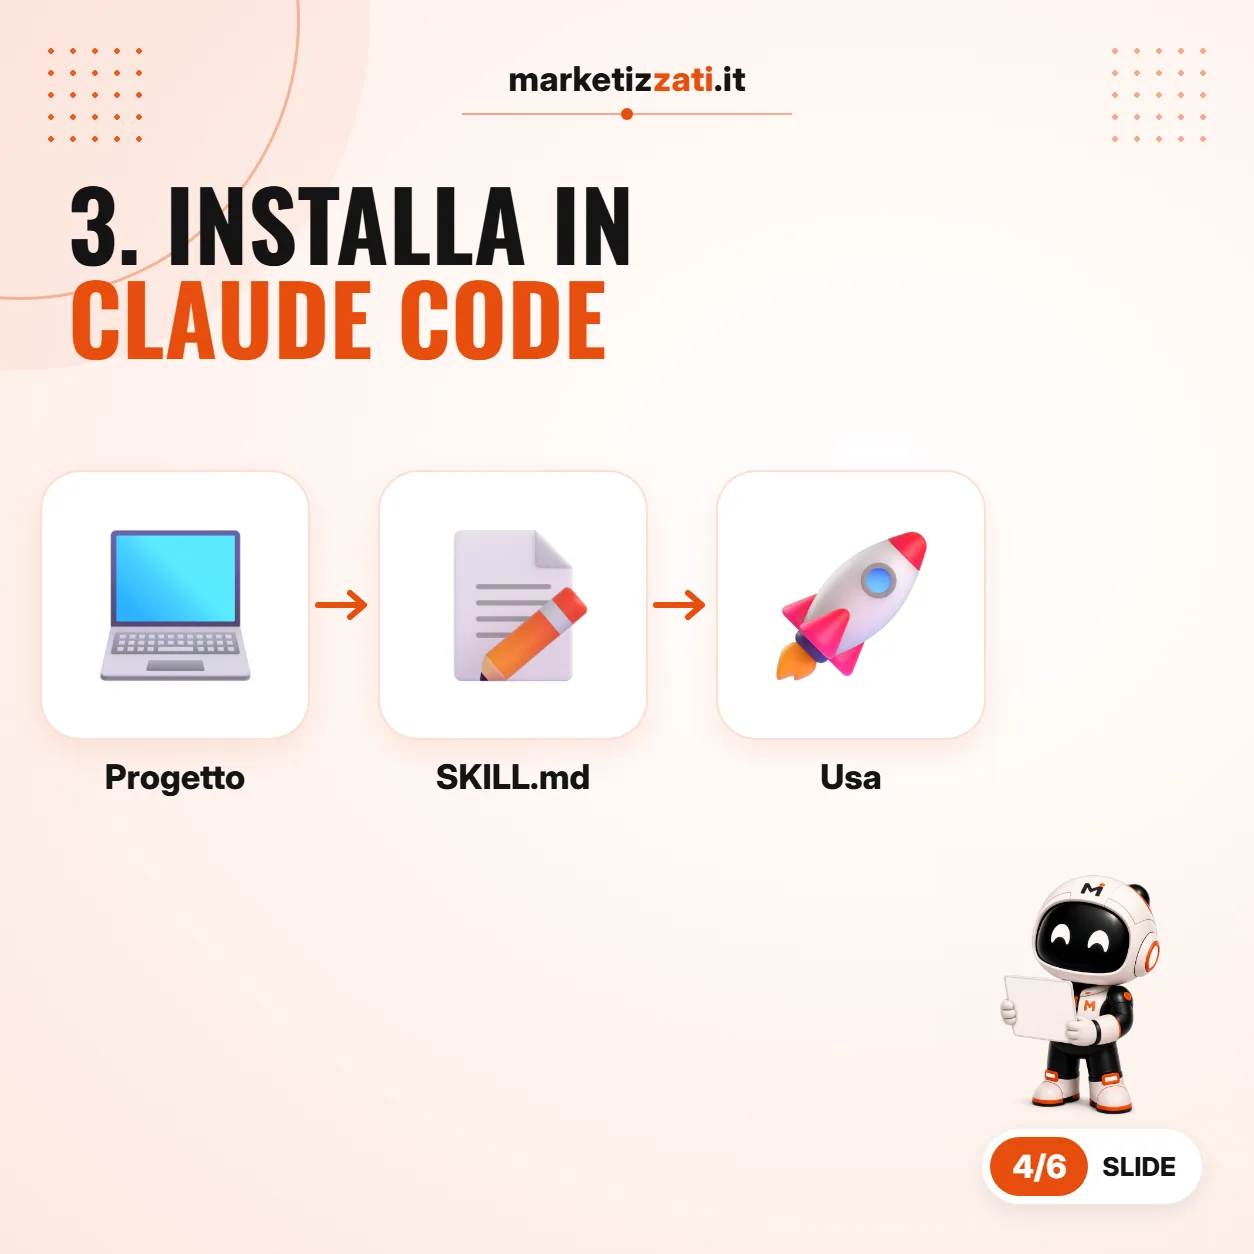 marketizzati.it
3. INSTALLA IN
CLAUDE CODE
Progetto
SKILL.md
Usa
M
M
4/6 SLIDE